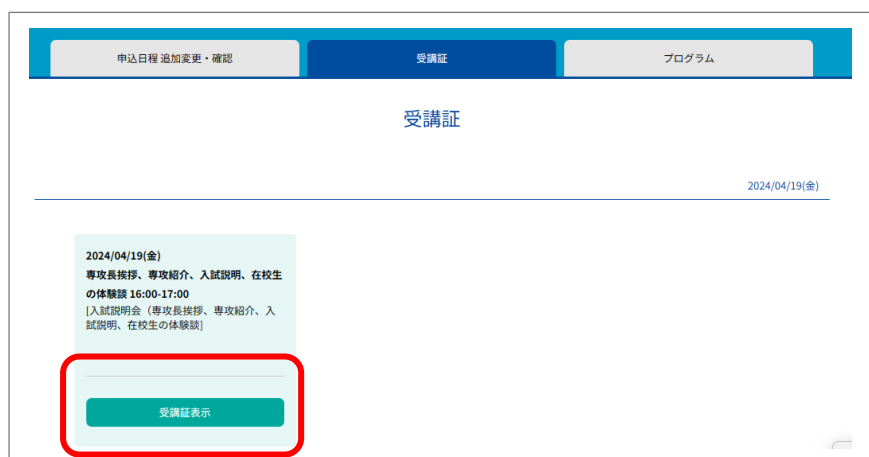 申込日程 追加変更・確認
受講証
プログラム
受講証
2024/04/19(金)
2024/04/19(金)
専攻長挨拶、専攻紹介、入試説明、在校生
の体験談 16:00-17:00
[入試説明会（専攻長挨拶、専攻紹介、入
試説明、在校生の体験談]
受講証表示